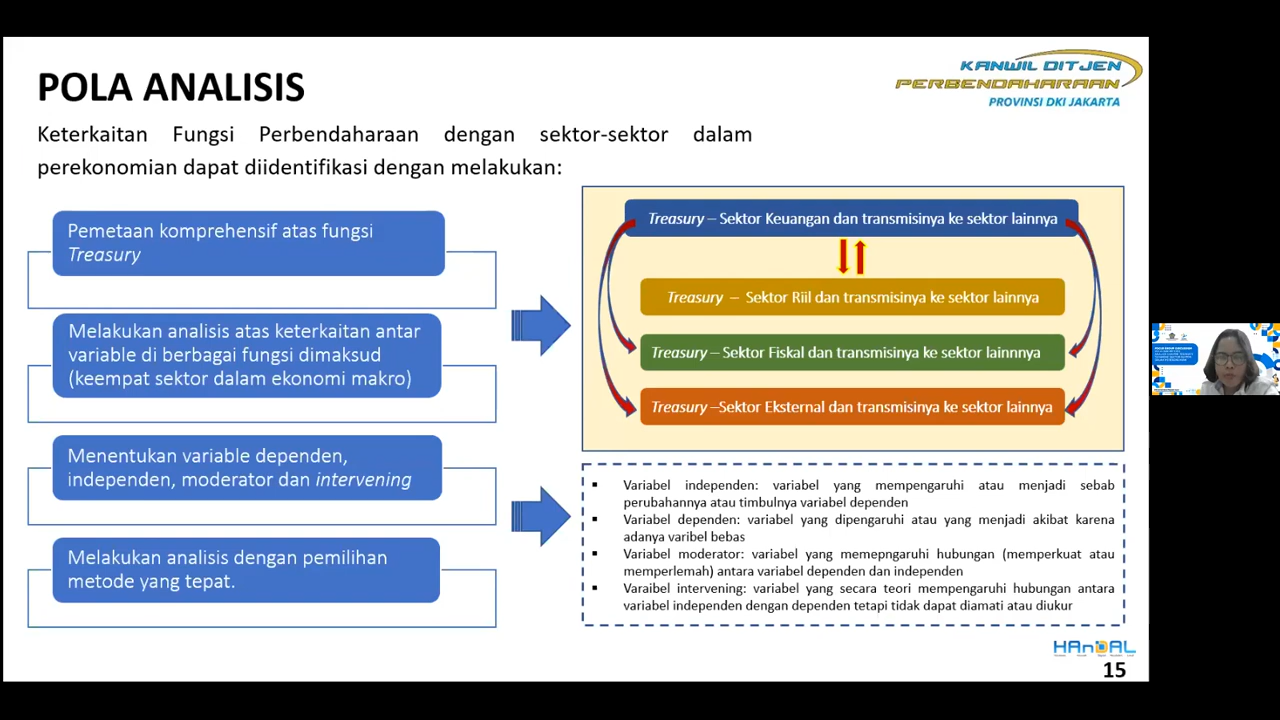 POLA ANALISIS
KANWIL DITJEN
PERBENDAHARAAN
PROVINSI DKI JAKARTA
Keterkaitan Fungsi Perbendaharaan dengan sektor-sektor dalam
perekonomian dapat diidentifikasi dengan melakukan:
Pemetaan komprehensif atas fungsi
Treasury
Melakukan analisis atas keterkaitan antar
variable di berbagai fungsi dimaksud
(keempat sektor dalam ekonomi makro)
Menentukan variable dependen,
independen, moderator dan intervening
Melakukan analisis dengan pemilihan
metode yang tepat.
Treasury – Sektor Keuangan dan transmisinya ke sektor lainnya
Treasury – Sektor Riil dan transmisinya ke sektor lainnya
Treasury – Sektor Fiskal dan transmisinya ke sektor lainnnya
Treasury –Sektor Eksternal dan transmisinya ke sektor lainnya
▪ Variabel independen: variabel yang mempengaruhi atau menjadi sebab
perubahannya atau timbulnya variabel dependen
▪ Variabel dependen: variabel yang dipengaruhi atau yang menjadi akibat karena
adanya varibel bebas
▪ Variabel moderator: variabel yang memepngaruhi hubungan (memperkuat atau
memperlemah) antara variabel dependen dan independen
▪ Varaibel intervening: variabel yang secara teori mempengaruhi hubungan antara
variabel independen dengan dependen tetapi tidak dapat diamati atau diukur
HAnDAL
15